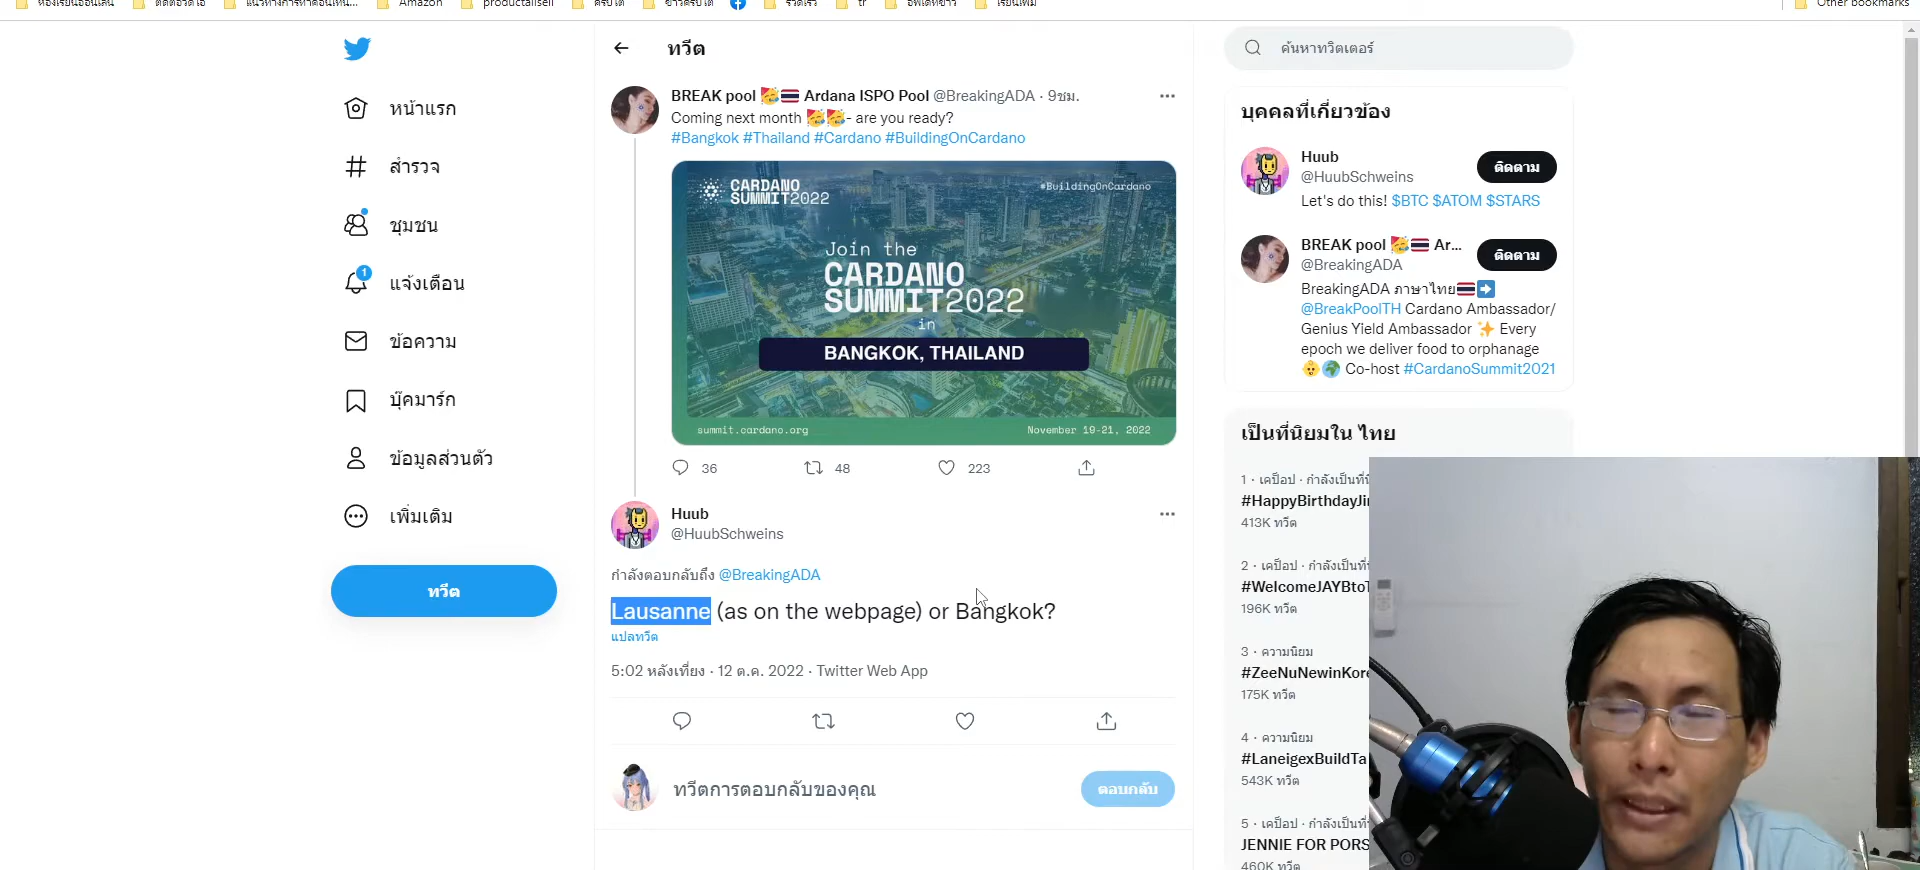 Amazon
productallsell
tr
Other bookmarks
หน้าแรก
สำรวจ
ชุมชน
1
แจ้งเตือน
ข้อความ
บุ๊คมาร์ก
ข้อมูลส่วนตัว
เพิ่มเติม
ทวีต
ทวีต
BREAK pool 🥳🇹🇭 Ardana ISPO Pool @BreakingADA · 9ชม.
Coming next month 🥳🥳- are you ready?
#Bangkok #Thailand #Cardano #BuildingOnCardano
CARDANO
SUMMIT2022
#BuildingOnCardano
Join the
CARDANO
SUMMIT2022
in
BANGKOK, THAILAND
summit.cardano.org
November 19-21, 2022
36 48 223
Huub
@HuubSchweins
กำลังตอบกลับถึง @BreakingADA
Lausanne (as on the webpage) or Bangkok?
แปลทวีต
5:02 หลังเที่ยง · 12 ต.ค. 2022 · Twitter Web App
ทวีตการตอบกลับของคุณ
ตอบกลับ
ค้นหาทวิตเตอร์
บุคคลที่เกี่ยวข้อง
Huub
@HuubSchweins
ติดตาม
Let's do this! $BTC $ATOM $STARS
BREAK pool 🥳🇹🇭 Ar...
@BreakingADA
ติดตาม
BreakingADA ภาษาไทย🇹🇭➡️
@BreakPoolTH Cardano Ambassador/
Genius Yield Ambassador ✨ Every
epoch we deliver food to orphanage
👶🌍 Co-host #CardanoSummit2021
เป็นที่นิยมใน ไทย
1 · เคป็อป · กำลังเป็นที่
#HappyBirthdayJi
413K ทวีต
2 · เคป็อป · กำลังเป็นที่
#WelcomeJAYBto
196K ทวีต
3 · ความนิยม
#ZeeNuNewinKore
175K ทวีต
4 · ความนิยม
#LaneigexBuildTa
543K ทวีต
5 · เคป็อป · กำลังเป็นที่
JENNIE FOR PORS
460K ทวีต